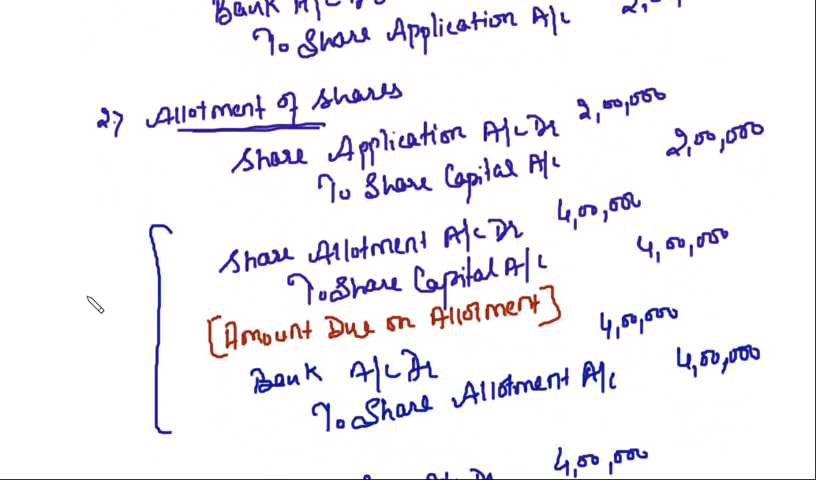 Bank A/c Dr
To Share Application A/c
2) Allotment of shares
Share Application A/c Dr 2,00,000
To Share Capital A/c 2,00,000
Share Allotment A/c Dr 4,00,000
To Share Capital A/c 4,00,000
[Amount Due on Allotment]
Bank A/c Dr 4,00,000
To Share Allotment A/c 4,00,000
4,00,000